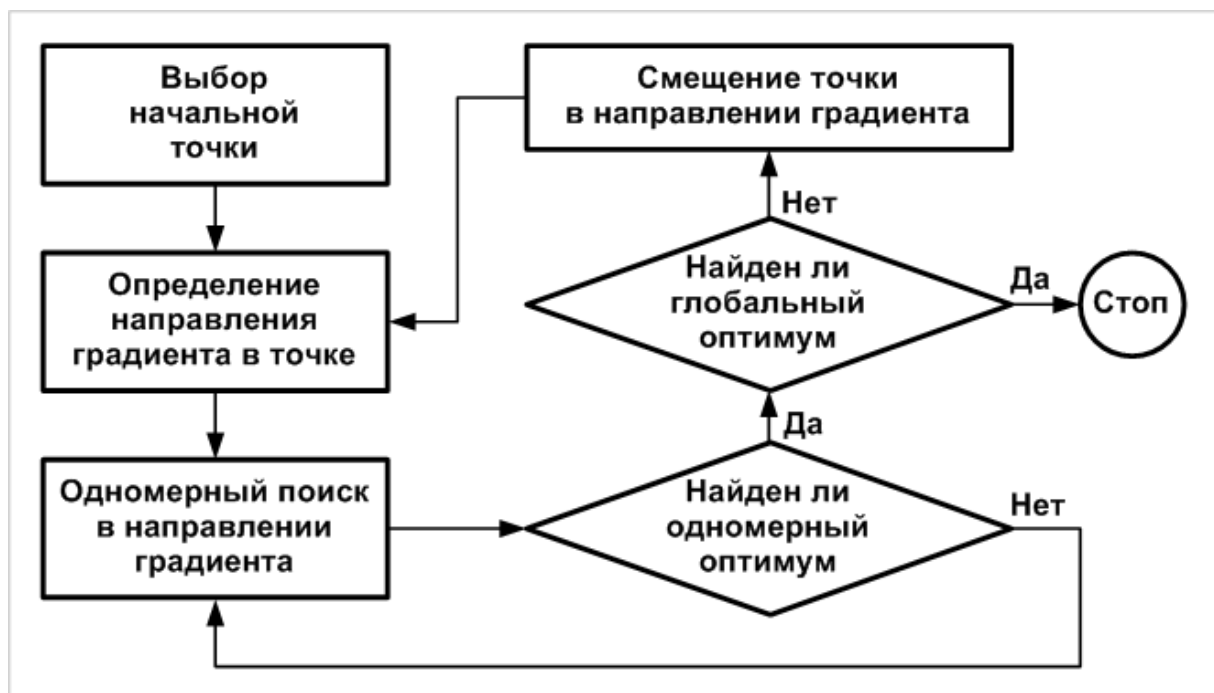 Выбор
начальной
точки
Определение
направления
градиента в точке
Одномерный поиск
в направлении
градиента
Найден ли
одномерный
оптимум
Нет
Да
Найден ли
глобальный
оптимум
Да
Стоп
Нет
Смещение точки
в направлении градиента